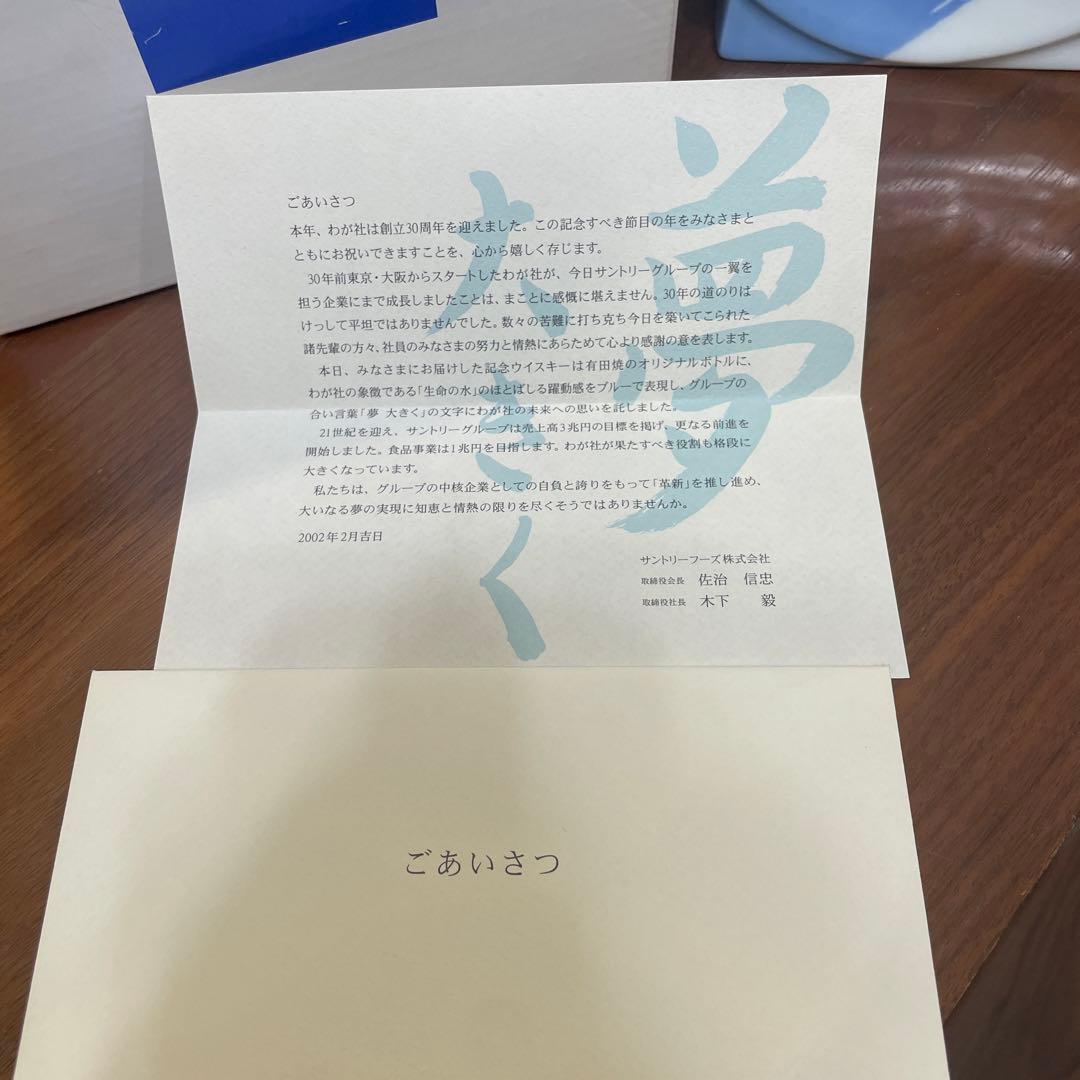 夢
大きく
ごあいさつ
本年、わが社は創立30周年を迎えました。この記念すべき節目の年をみなさまと
ともにお祝いできますことを、心から嬉しく存じます。
30年前東京・大阪からスタートしたわが社が、今日サントリーグループの一翼を
担う企業にまで成長しましたことは、まことに感慨に堪えません。30年の道のりは
けっして平坦ではありませんでした。数々の苦難に打ち克ち今日を築いてこられた
諸先輩の方々、社員のみなさまの努力と情熱にあらためて心より感謝の意を表します。
本日、みなさまにお届けした記念ウイスキーは有田焼のオリジナルボトルに、
わが社の象徴である「生命の水」のほとばしる躍動感をブルーで表現し、グループの
合い言葉「夢 大きく」の文字にわが社の未来への思いを託しました。
21世紀を迎え、サントリーグループは売上高3兆円の目標を掲げ、更なる前進を
開始しました。食品事業は1兆円を目指します。わが社が果たすべき役割も格段に
大きくなっています。
私たちは、グループの中核企業としての自負と誇りをもって「革新」を推し進め、
大いなる夢の実現に知恵と情熱の限りを尽くそうではありませんか。
2002年2月吉日
サントリーフーズ株式会社
取締役会長 佐治 信忠
取締役社長 木下 毅
ごあいさつ